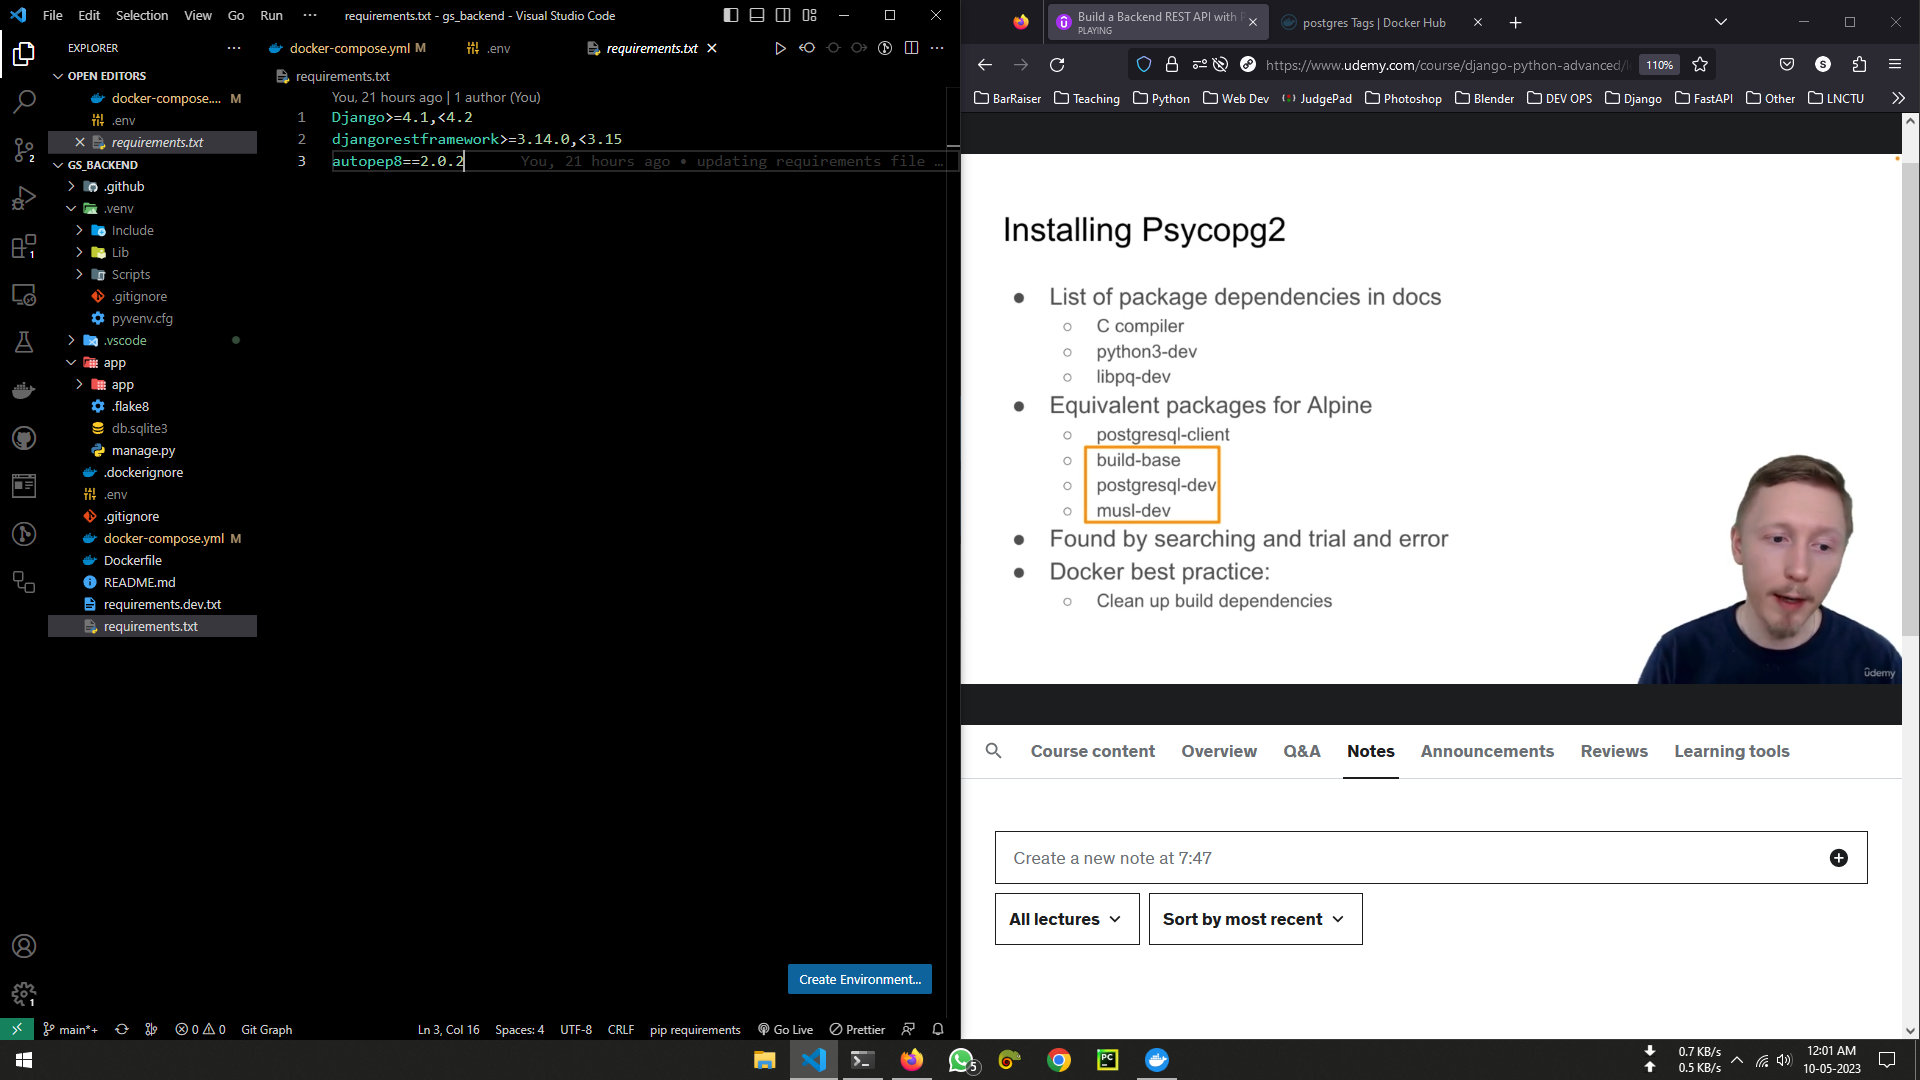 File Edit Selection View Go Run ··· requirements.txt - gs_backend - Visual Studio Code
EXPLORER
OPEN EDITORS
docker-compose.... M
.env
requirements.txt
GS_BACKEND
.github
.venv
Include
Lib
Scripts
.gitignore
pyvenv.cfg
.vscode
app
app
.flake8
db.sqlite3
manage.py
.dockerignore
.env
.gitignore
docker-compose.yml M
Dockerfile
README.md
requirements.dev.txt
requirements.txt
2
1
1
docker-compose.yml M
.env
requirements.txt
requirements.txt
You, 21 hours ago | 1 author (You)
1 Django>=4.1,<4.2
2 djangorestframework>=3.14.0,<3.15
3 autopep8==2.0.2 You, 21 hours ago • updating requirements file …
Create Environment...
main*+ 0 0 Git Graph Ln 3, Col 16 Spaces: 4 UTF-8 CRLF pip requirements Go Live Prettier
Build a Backend REST API with
PLAYING
postgres Tags | Docker Hub
https://www.udemy.com/course/django-python-advanced/
110%
S
BarRaiser Teaching Python Web Dev JudgePad Photoshop Blender DEV OPS Django FastAPI Other LNCTU
Installing Psycopg2
● List of package dependencies in docs
○ C compiler
○ python3-dev
○ libpq-dev
● Equivalent packages for Alpine
○ postgresql-client
○ build-base
○ postgresql-dev
○ musl-dev
● Found by searching and trial and error
● Docker best practice:
○ Clean up build dependencies
udemy
Course content Overview Q&A Notes Announcements Reviews Learning tools
Create a new note at 7:47
All lectures
Sort by most recent
PC
5
0.7 KB/s
0.5 KB/s
12:01 AM
10-05-2023